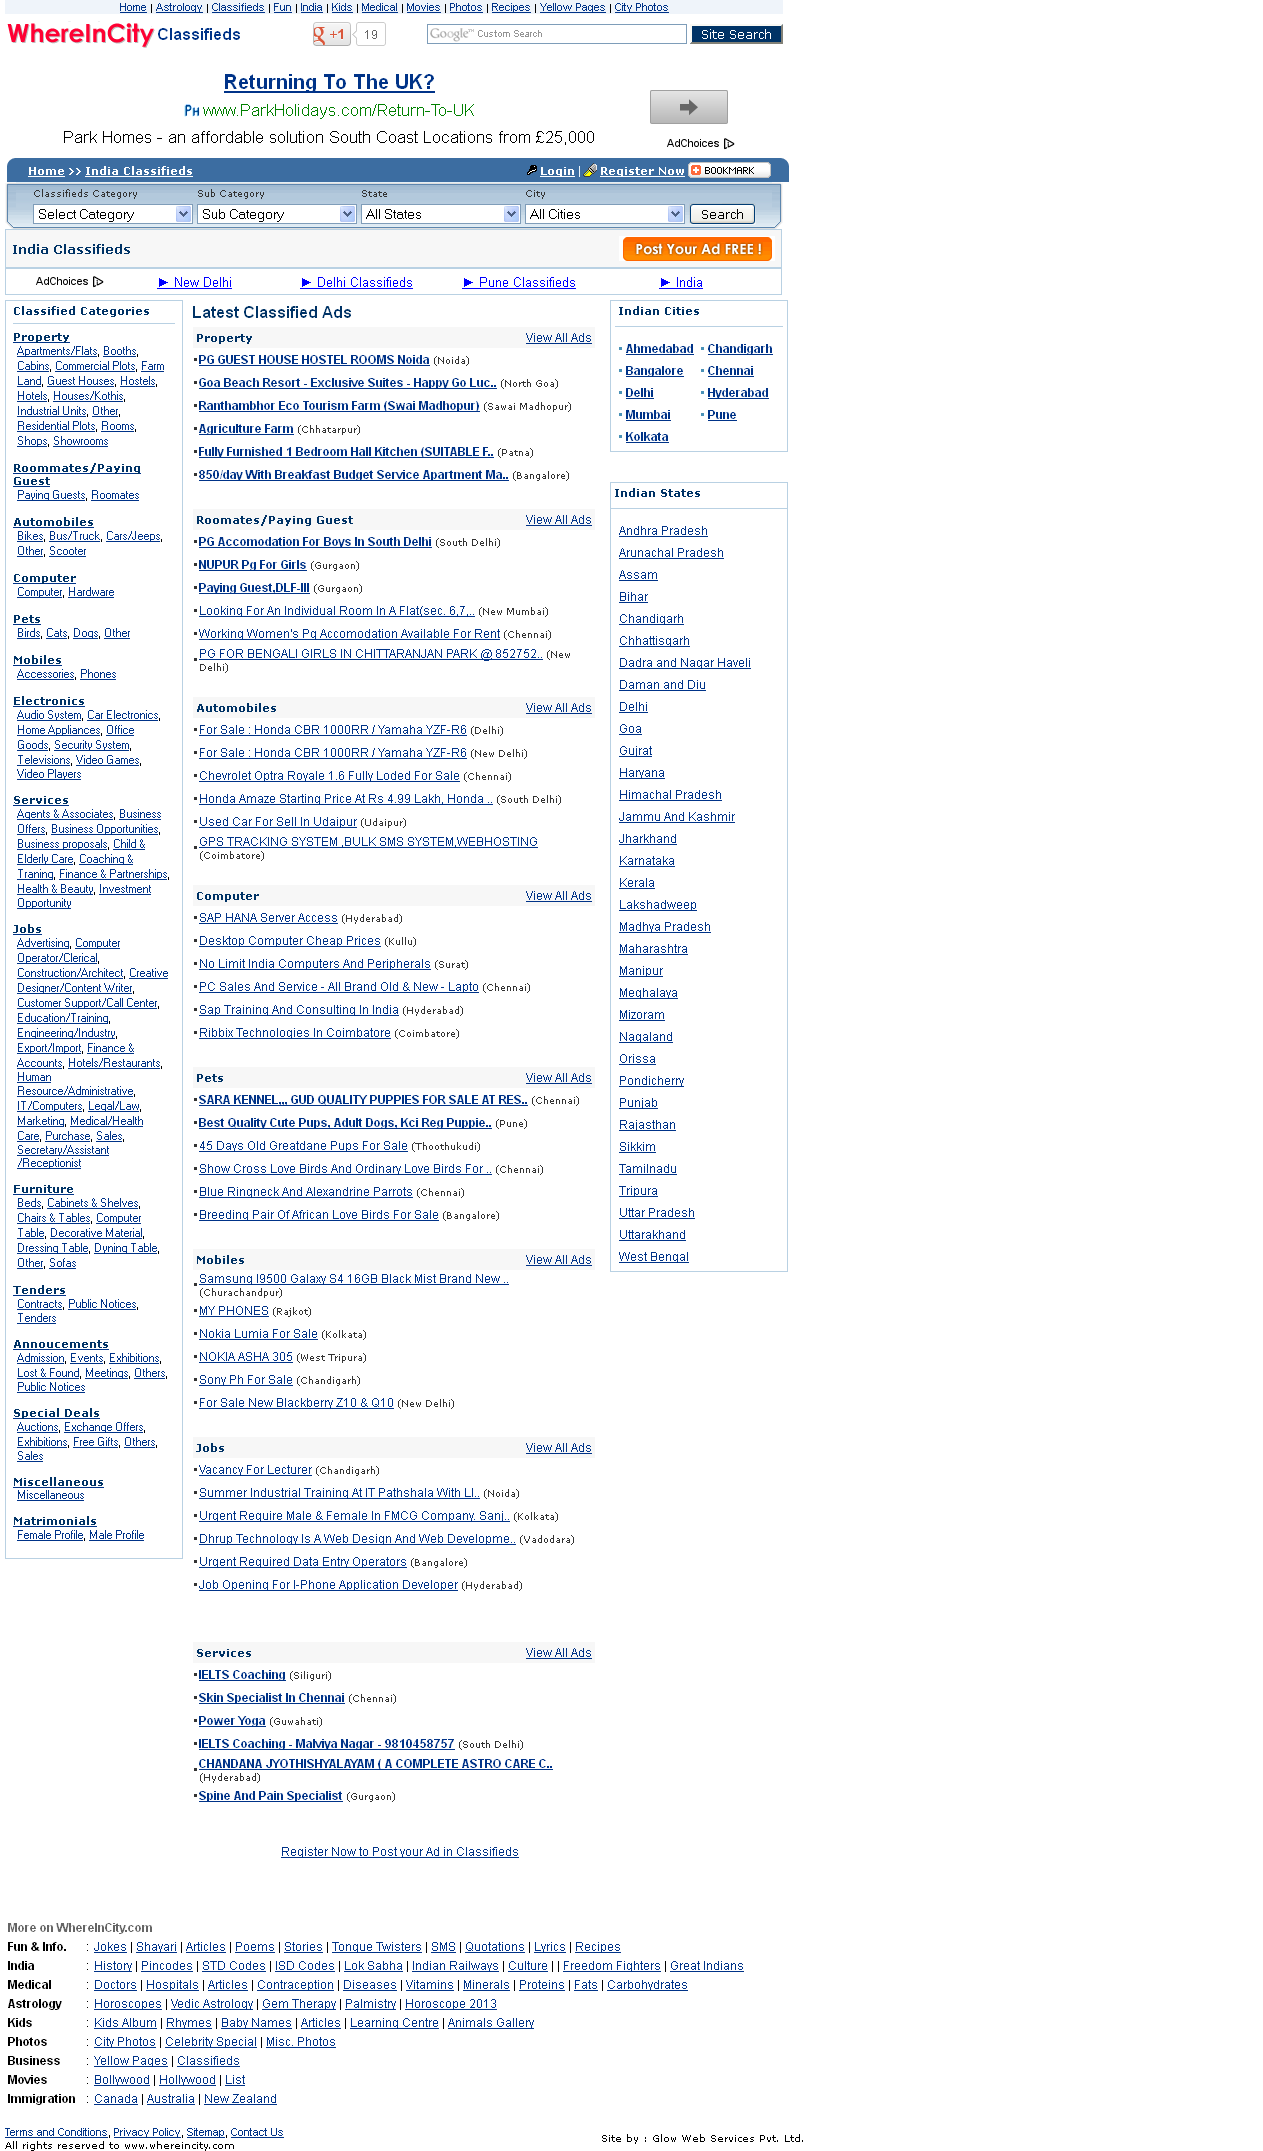 Home | Astrology | Classifieds | Fun | India | Kids | Medical | Movies | Photos | Recipes | Yellow Pages | City Photos
WhereInCity Classifieds
+1 19
Google™ Custom Search
Site Search
Returning To The UK?
PH www.ParkHolidays.com/Return-To-UK
Park Homes - an affordable solution South Coast Locations from £25,000
AdChoices
Home >> India Classifieds
Login | Register Now BOOKMARK
Classifieds Category Sub Category State City
Select Category Sub Category All States All Cities Search
India Classifieds
Post Your Ad FREE !
AdChoices ► New Delhi ► Delhi Classifieds ► Pune Classifieds ► India
Classified Categories
Property
Apartments/Flats, Booths,
Cabins, Commercial Plots, Farm
Land, Guest Houses, Hostels,
Hotels, Houses/Kothis,
Industrial Units, Other,
Residential Plots, Rooms,
Shops, Showrooms
Roommates/Paying
Guest
Paying Guests, Roomates
Automobiles
Bikes, Bus/Truck, Cars/Jeeps,
Other, Scooter
Computer
Computer, Hardware
Pets
Birds, Cats, Dogs, Other
Mobiles
Accessories, Phones
Electronics
Audio System, Car Electronics,
Home Appliances, Office
Goods, Security System,
Televisions, Video Games,
Video Players
Services
Agents & Associates, Business
Offers, Business Opportunities,
Business proposals, Child &
Elderly Care, Coaching &
Traning, Finance & Partnerships,
Health & Beauty, Investment
Opportunity
Jobs
Advertising, Computer
Operator/Clerical,
Construction/Architect, Creative
Designer/Content Writer,
Customer Support/Call Center,
Education/Training,
Engineering/Industry,
Export/Import, Finance &
Accounts, Hotels/Restaurants,
Human
Resource/Administrative,
IT/Computers, Legal/Law,
Marketing, Medical/Health
Care, Purchase, Sales,
Secretary/Assistant
/Receptionist
Furniture
Beds, Cabinets & Shelves,
Chairs & Tables, Computer
Table, Decorative Material,
Dressing Table, Dyning Table,
Other, Sofas
Tenders
Contracts, Public Notices,
Tenders
Annoucements
Admission, Events, Exhibitions,
Lost & Found, Meetings, Others,
Public Notices
Special Deals
Auctions, Exchange Offers,
Exhibitions, Free Gifts, Others,
Sales
Miscellaneous
Miscellaneous
Matrimonials
Female Profile, Male Profile
Latest Classified Ads
Property View All Ads
PG GUEST HOUSE HOSTEL ROOMS Noida (Noida)
Goa Beach Resort - Exclusive Suites - Happy Go Luc.. (North Goa)
Ranthambhor Eco Tourism Farm (Swai Madhopur) (Sawai Madhopur)
Agriculture Farm (Chhatarpur)
Fully Furnished 1 Bedroom Hall Kitchen (SUITABLE F.. (Patna)
850/day With Breakfast Budget Service Apartment Ma.. (Bangalore)
Roomates/Paying Guest View All Ads
PG Accomodation For Boys In South Delhi (South Delhi)
NUPUR Pg For Girls (Gurgaon)
Paying Guest,DLF-III (Gurgaon)
Looking For An Individual Room In A Flat(sec. 6,7,.. (New Mumbai)
Working Women's Pg Accomodation Available For Rent (Chennai)
PG FOR BENGALI GIRLS IN CHITTARANJAN PARK @ 852752.. (New
Delhi)
Automobiles View All Ads
For Sale : Honda CBR 1000RR / Yamaha YZF-R6 (Delhi)
For Sale : Honda CBR 1000RR / Yamaha YZF-R6 (New Delhi)
Chevrolet Optra Royale 1.6 Fully Loded For Sale (Chennai)
Honda Amaze Starting Price At Rs 4.99 Lakh, Honda .. (South Delhi)
Used Car For Sell In Udaipur (Udaipur)
GPS TRACKING SYSTEM ,BULK SMS SYSTEM,WEBHOSTING
(Coimbatore)
Computer View All Ads
SAP HANA Server Access (Hyderabad)
Desktop Computer Cheap Prices (Kullu)
No Limit India Computers And Peripherals (Surat)
PC Sales And Service - All Brand Old & New - Lapto (Chennai)
Sap Training And Consulting In India (Hyderabad)
Ribbix Technologies In Coimbatore (Coimbatore)
Pets View All Ads
SARA KENNEL,,, GUD QUALITY PUPPIES FOR SALE AT RES.. (Chennai)
Best Quality Cute Pups, Adult Dogs, Kci Reg Puppie.. (Pune)
45 Days Old Greatdane Pups For Sale (Thoothukudi)
Show Cross Love Birds And Ordinary Love Birds For .. (Chennai)
Blue Ringneck And Alexandrine Parrots (Chennai)
Breeding Pair Of African Love Birds For Sale (Bangalore)
Mobiles View All Ads
Samsung I9500 Galaxy S4 16GB Black Mist Brand New ..
(Churachandpur)
MY PHONES (Rajkot)
Nokia Lumia For Sale (Kolkata)
NOKIA ASHA 305 (West Tripura)
Sony Ph For Sale (Chandigarh)
For Sale New Blackberry Z10 & Q10 (New Delhi)
Jobs View All Ads
Vacancy For Lecturer (Chandigarh)
Summer Industrial Training At IT Pathshala With LI.. (Noida)
Urgent Require Male & Female In FMCG Company. Sanj.. (Kolkata)
Dhrup Technology Is A Web Design And Web Developme.. (Vadodara)
Urgent Required Data Entry Operators (Bangalore)
Job Opening For I-Phone Application Developer (Hyderabad)
Services View All Ads
IELTS Coaching (Siliguri)
Skin Specialist In Chennai (Chennai)
Power Yoga (Guwahati)
IELTS Coaching - Malviya Nagar - 9810458757 (South Delhi)
CHANDANA JYOTHISHYALAYAM ( A COMPLETE ASTRO CARE C..
(Hyderabad)
Spine And Pain Specialist (Gurgaon)
Register Now to Post your Ad in Classifieds
Indian Cities
Ahmedabad Chandigarh
Bangalore Chennai
Delhi Hyderabad
Mumbai Pune
Kolkata
Indian States
Andhra Pradesh
Arunachal Pradesh
Assam
Bihar
Chandigarh
Chhattisgarh
Dadra and Nagar Haveli
Daman and Diu
Delhi
Goa
Gujrat
Haryana
Himachal Pradesh
Jammu And Kashmir
Jharkhand
Karnataka
Kerala
Lakshadweep
Madhya Pradesh
Maharashtra
Manipur
Meghalaya
Mizoram
Nagaland
Orissa
Pondicherry
Punjab
Rajasthan
Sikkim
Tamilnadu
Tripura
Uttar Pradesh
Uttarakhand
West Bengal
More on WhereInCity.com
Fun & Info. : Jokes | Shayari | Articles | Poems | Stories | Tongue Twisters | SMS | Quotations | Lyrics | Recipes
India : History | Pincodes | STD Codes | ISD Codes | Lok Sabha | Indian Railways | Culture | | Freedom Fighters | Great Indians
Medical : Doctors | Hospitals | Articles | Contraception | Diseases | Vitamins | Minerals | Proteins | Fats | Carbohydrates
Astrology : Horoscopes | Vedic Astrology | Gem Therapy | Palmistry | Horoscope 2013
Kids : Kids Album | Rhymes | Baby Names | Articles | Learning Centre | Animals Gallery
Photos : City Photos | Celebrity Special | Misc. Photos
Business : Yellow Pages | Classifieds
Movies : Bollywood | Hollywood | List
Immigration : Canada | Australia | New Zealand
Terms and Conditions, Privacy Policy, Sitemap, Contact Us
All rights reserved to www.whereincity.com
Site by : Glow Web Services Pvt. Ltd.